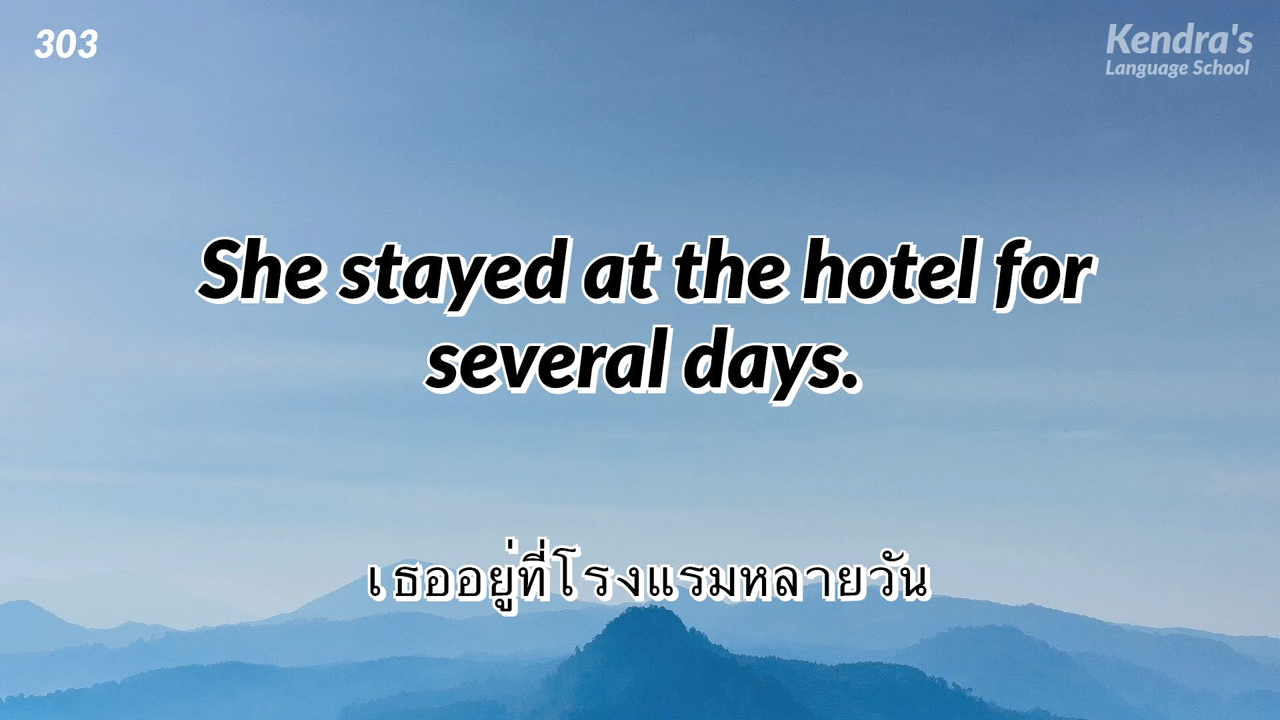 303
Kendra's
Language School
She stayed at the hotel for
several days.
เธออยู่ที่โรงแรมหลายวัน